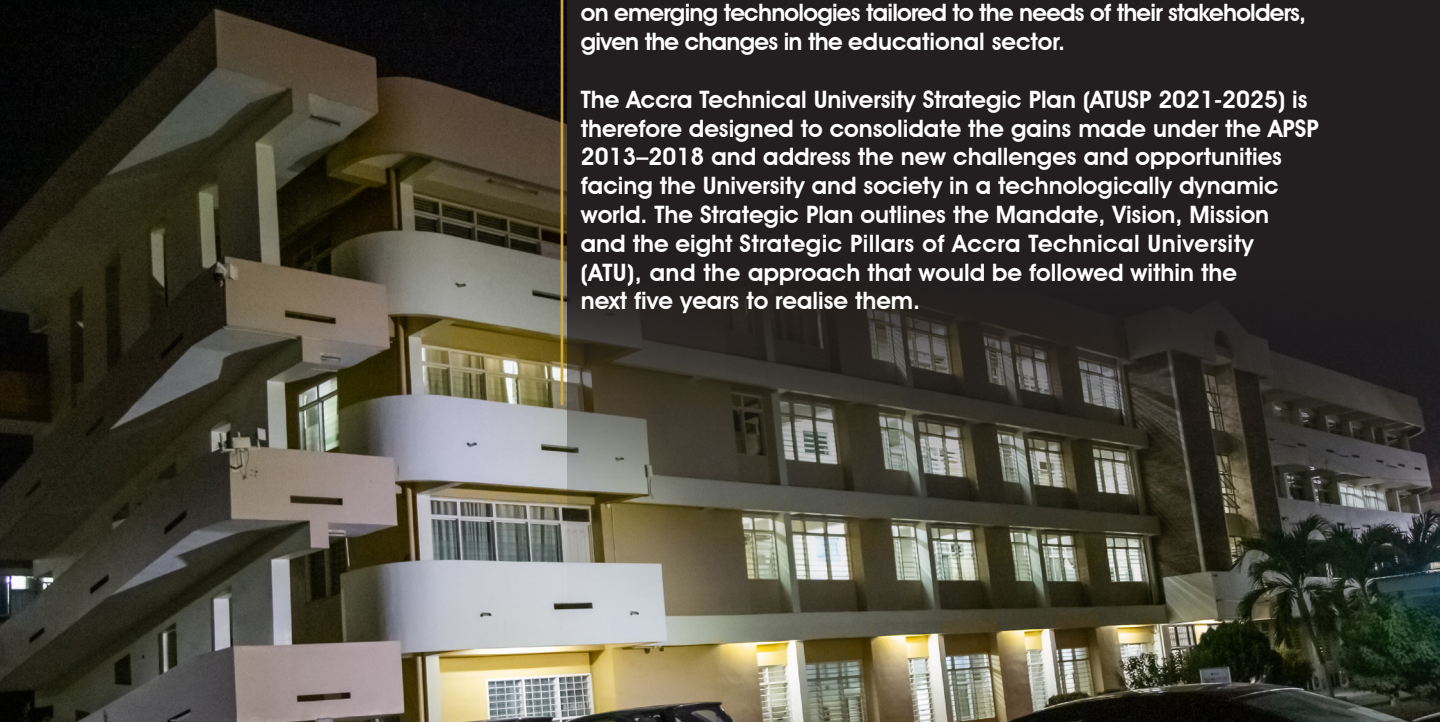 on emerging technologies tailored to the needs of their stakeholders,
given the changes in the educational sector.
The Accra Technical University Strategic Plan (ATUSP 2021-2025) is
therefore designed to consolidate the gains made under the APSP
2013–2018 and address the new challenges and opportunities
facing the University and society in a technologically dynamic
world. The Strategic Plan outlines the Mandate, Vision, Mission
and the eight Strategic Pillars of Accra Technical University
(ATU), and the approach that would be followed within the
next five years to realise them.